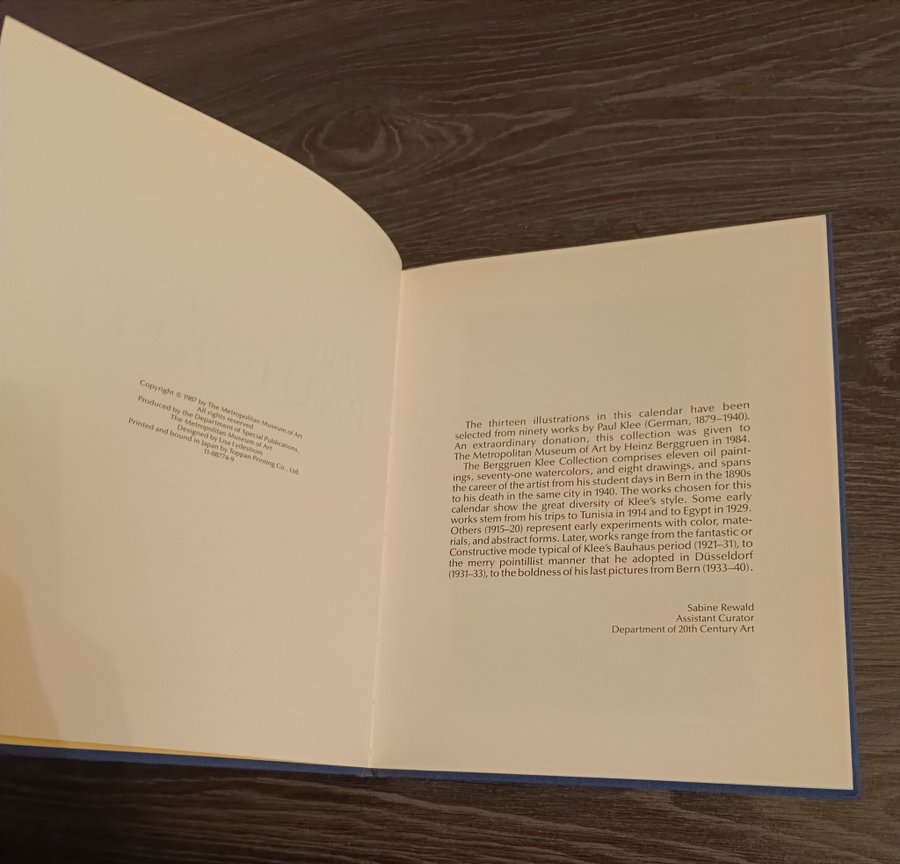 Copyright © 1987 by The Metropolitan Museum of Art
All rights reserved
Produced by the Department of Special Publications,
The Metropolitan Museum of Art
Designed by Lisa Lydestrom
Printed and bound in Japan by Toppan Printing Co., Ltd.
11-08774-9
The thirteen illustrations in this calendar have been
selected from ninety works by Paul Klee (German, 1879–1940).
An extraordinary donation, this collection was given to
The Metropolitan Museum of Art by Heinz Berggruen in 1984.
The Berggruen Klee Collection comprises eleven oil paint-
ings, seventy-one watercolors, and eight drawings, and spans
the career of the artist from his student days in Bern in the 1890s
to his death in the same city in 1940. The works chosen for this
calendar show the great diversity of Klee's style. Some early
works stem from his trips to Tunisia in 1914 and to Egypt in 1929.
Others (1915–20) represent early experiments with color, mate-
rials, and abstract forms. Later, works range from the fantastic or
Constructive mode typical of Klee's Bauhaus period (1921–31), to
the merry pointillist manner that he adopted in Düsseldorf
(1931–33), to the boldness of his last pictures from Bern (1933–40).
Sabine Rewald
Assistant Curator
Department of 20th Century Art